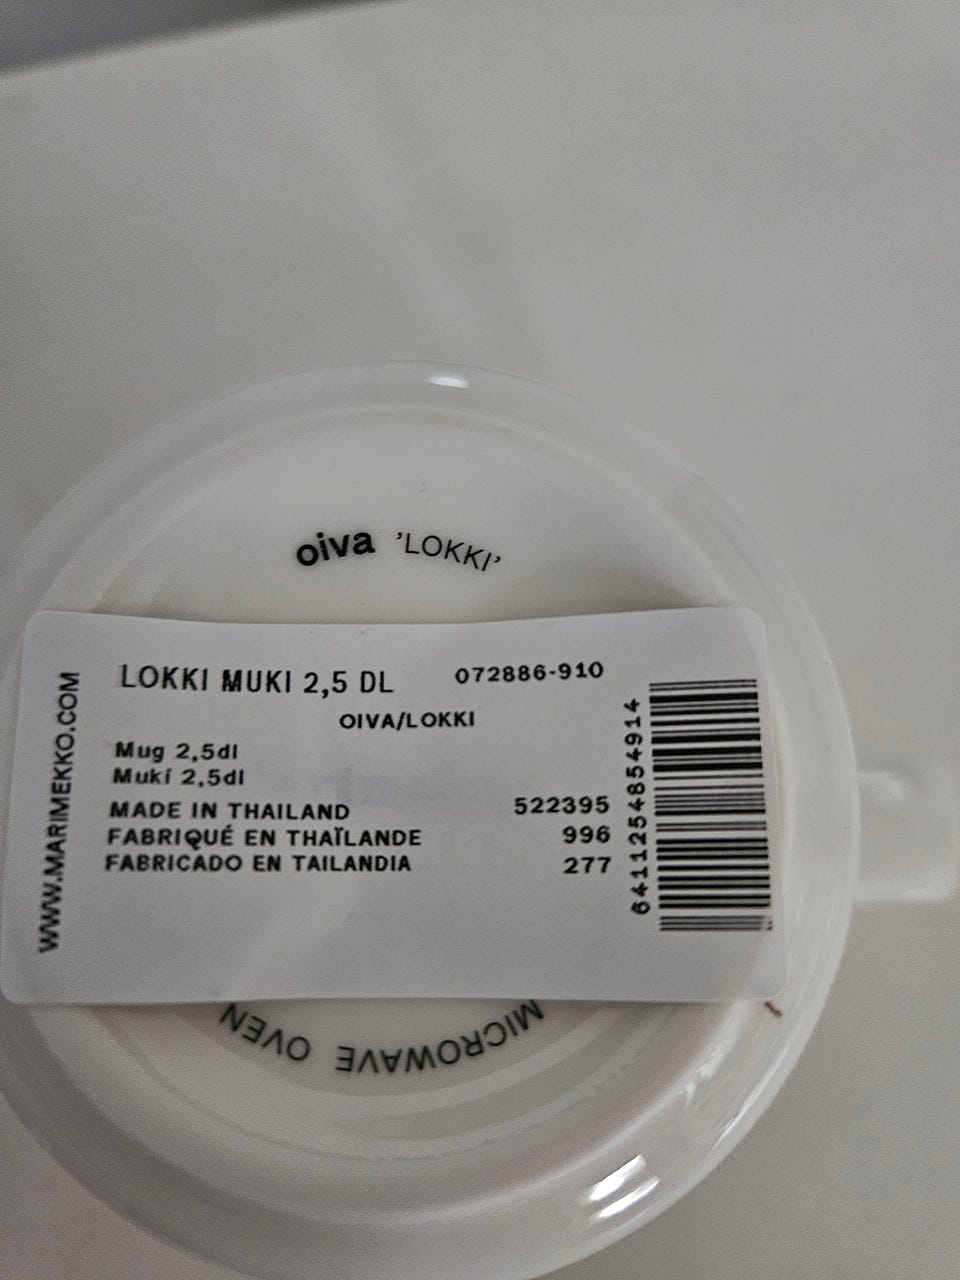 oiva 'LOKKI'
LOKKI MUKI 2,5 DL 072886-910
OIVA/LOKKI
Mug 2,5dl
Muki 2,5dl
MADE IN THAILAND 522395
FABRIQUÉ EN THAÏLANDE 996
FABRICADO EN TAILANDIA 277
WWW.MARIMEKKO.COM
6411254854914
MICROWAVE OVEN